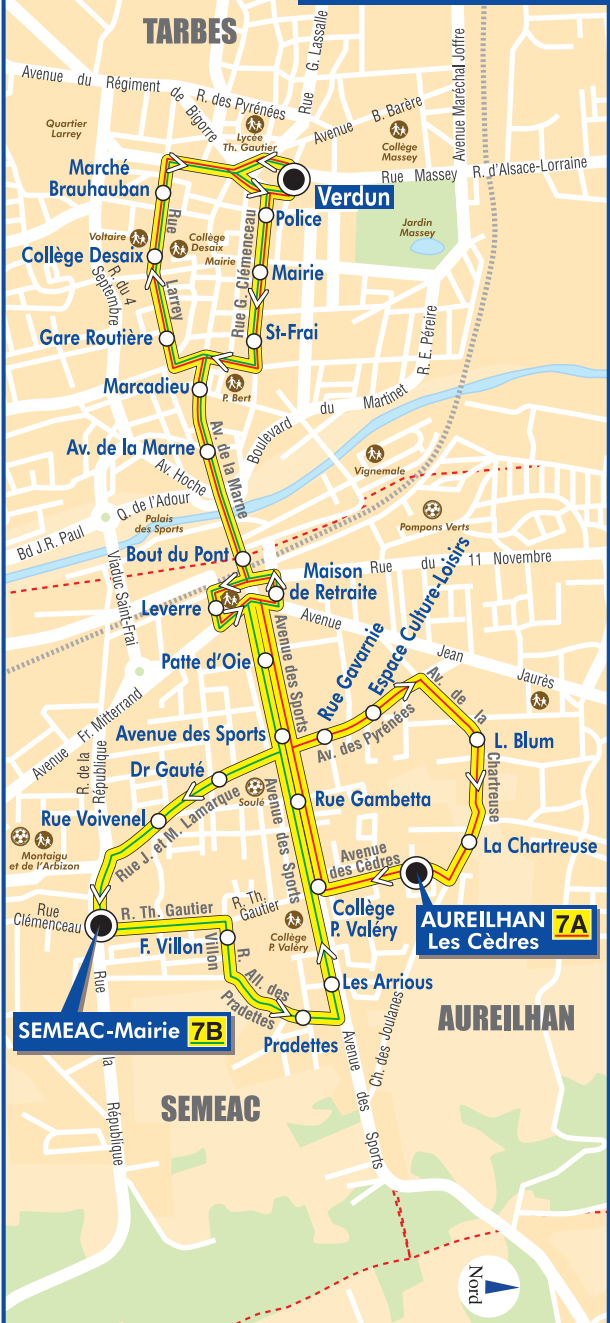 TARBES
Rue G. Lassalle
Avenue du Régiment de Bigorre
R. des Pyrénées
Avenue Maréchal Joffre
Quartier
Larrey
Lycée
Th. Gautier
Avenue B. Barère
Collège
Massey
Marché
Brauhauban
Rue Massey
R. d'Alsace-Lorraine
Verdun
Police
Jardin
Massey
Voltaire
Collège
Desaix
Mairie
Collège Desaix
Rue Larrey
Rue G. Clémenceau
Mairie
R. du 4
Septembre
Gare Routière
St-Frai
R. E. Péreire
Marcadieu
P. Bert
Boulevard du Martinet
Av. de la Marne
Av. de la Marne
Av. Hoche
Vignemale
Q. de l'Adour
Palais
des Sports
Pompons Verts
Bd J.R. Paul
Viaduc Saint-Frai
Bout du Pont
Rue du 11 Novembre
Maison
de Retraite
Leverre
Avenue Jean Jaurès
Avenue des Sports
Patte d'Oie
Rue Gavarnie
Espace Culture-Loisirs
Av. de la Chartreuse
Avenue Fr. Mitterrand
R. de la
République
Avenue des Sports
Av. des Pyrénées
L. Blum
Dr Gauté
Soulé
Avenue des Sports
Rue Gambetta
Rue Voivenel
Rue J. et M. Lamarque
Montaigu
et de l'Arbizon
La Chartreuse
Avenue
des Cèdres
Rue
Clémenceau
R. Th. Gautier
R. Th.
Gautier
Collège
P. Valéry
Collège
P. Valéry
AUREILHAN 7A
Les Cèdres
F. Villon
R. Villon
All. des
Pradettes
Les Arrious
SEMEAC-Mairie 7B
Pradettes
AUREILHAN
Ch. des Joulanes
Rue la République
Avenue des Sports
SEMEAC
Nord